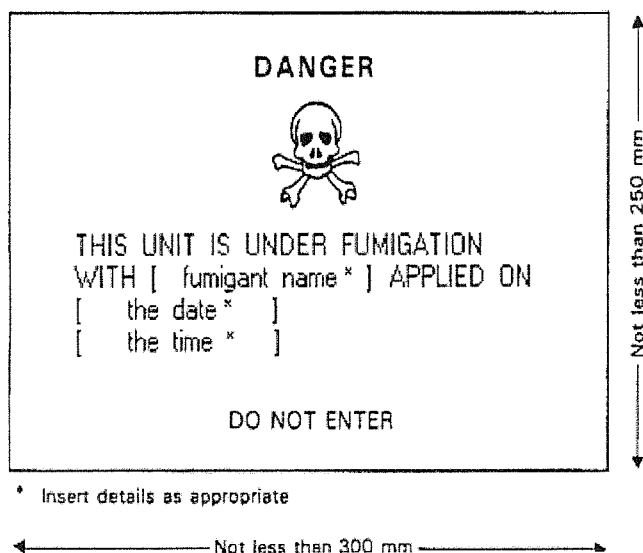 DANGER
THIS UNIT IS UNDER FUMIGATION
WITH [ fumigant name* ] APPLIED ON
[ the date* ]
[ the time * ]
DO NOT ENTER
Not less than 250 mm
* Insert details as appropriate
Not less than 300 mm